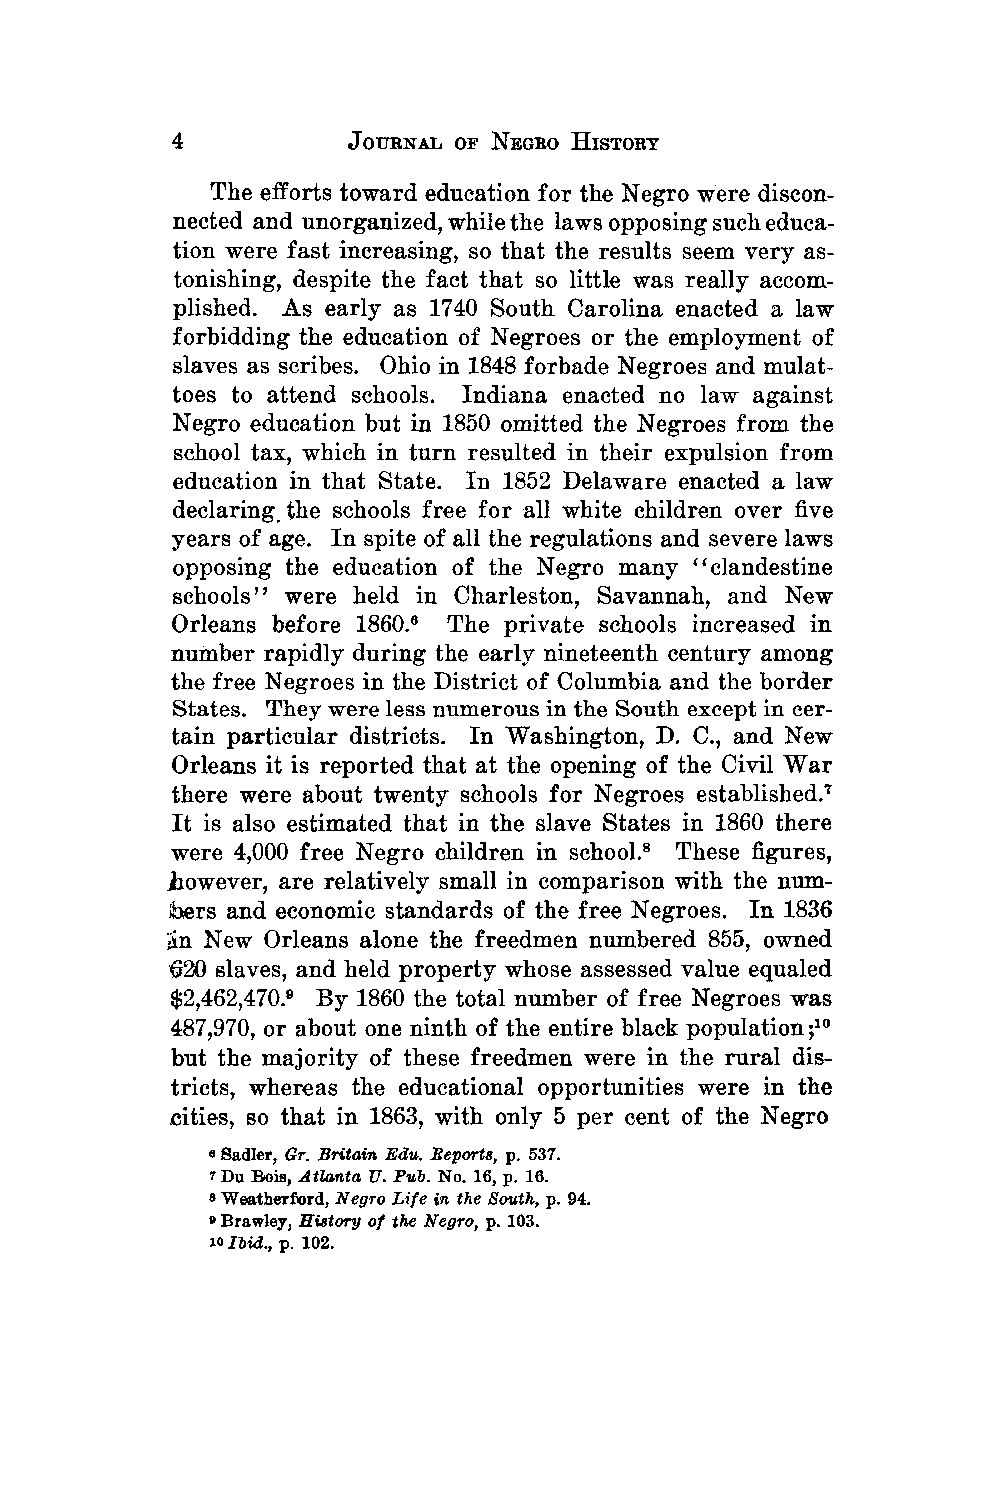 4 JOURNAL OF NEGRO HISTORY
The efforts toward education for the Negro were discon-
nected and unorganized, while the laws opposing such educa-
tion were fast increasing, so that the results seem very as-
tonishing, despite the fact that so little was really accom-
plished. As early as 1740 South Carolina enacted a law
forbidding the education of Negroes or the employment of
slaves as scribes. Ohio in 1848 forbade Negroes and mulat-
toes to attend schools. Indiana enacted no law against
Negro education but in 1850 omitted the Negroes from the
school tax, which in turn resulted in their expulsion from
education in that State. In 1852 Delaware enacted a law
declaring the schools free for all white children over five
years of age. In spite of all the regulations and severe laws
opposing the education of the Negro many "clandestine
schools" were held in Charleston, Savannah, and New
Orleans before 1860.⁶ The private schools increased in
number rapidly during the early nineteenth century among
the free Negroes in the District of Columbia and the border
States. They were less numerous in the South except in cer-
tain particular districts. In Washington, D. C., and New
Orleans it is reported that at the opening of the Civil War
there were about twenty schools for Negroes established.⁷
It is also estimated that in the slave States in 1860 there
were 4,000 free Negro children in school.⁸ These figures,
however, are relatively small in comparison with the num-
bers and economic standards of the free Negroes. In 1836
in New Orleans alone the freedmen numbered 855, owned
620 slaves, and held property whose assessed value equaled
$2,462,470.⁹ By 1860 the total number of free Negroes was
487,970, or about one ninth of the entire black population;¹⁰
but the majority of these freedmen were in the rural dis-
tricts, whereas the educational opportunities were in the
cities, so that in 1863, with only 5 per cent of the Negro
⁶ Sadler, Gr. Britain Edu. Reports, p. 537.
⁷ Du Bois, Atlanta U. Pub. No. 16, p. 16.
⁸ Weatherford, Negro Life in the South, p. 94.
⁹ Brawley, History of the Negro, p. 103.
¹⁰ Ibid., p. 102.